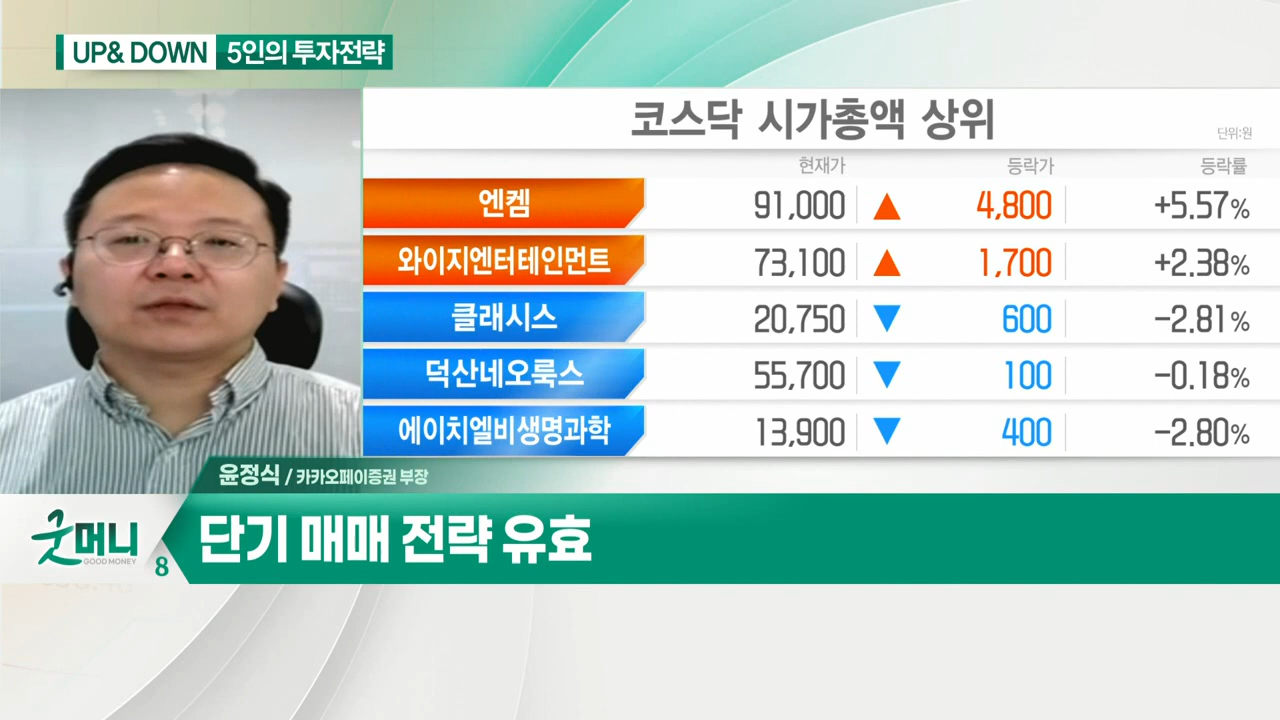 UP& DOWN 5인의 투자전략
코스닥 시가총액 상위
단위:원
현재가 등락가 등락률
엔켐 91,000 ▲ 4,800 +5.57%
와이지엔터테인먼트 73,100 ▲ 1,700 +2.38%
클래시스 20,750 ▼ 600 -2.81%
덕산네오룩스 55,700 ▼ 100 -0.18%
에이치엘비생명과학 13,900 ▼ 400 -2.80%
윤정식 / 카카오페이증권 부장
굿머니
GOOD MONEY
8
단기 매매 전략 유효